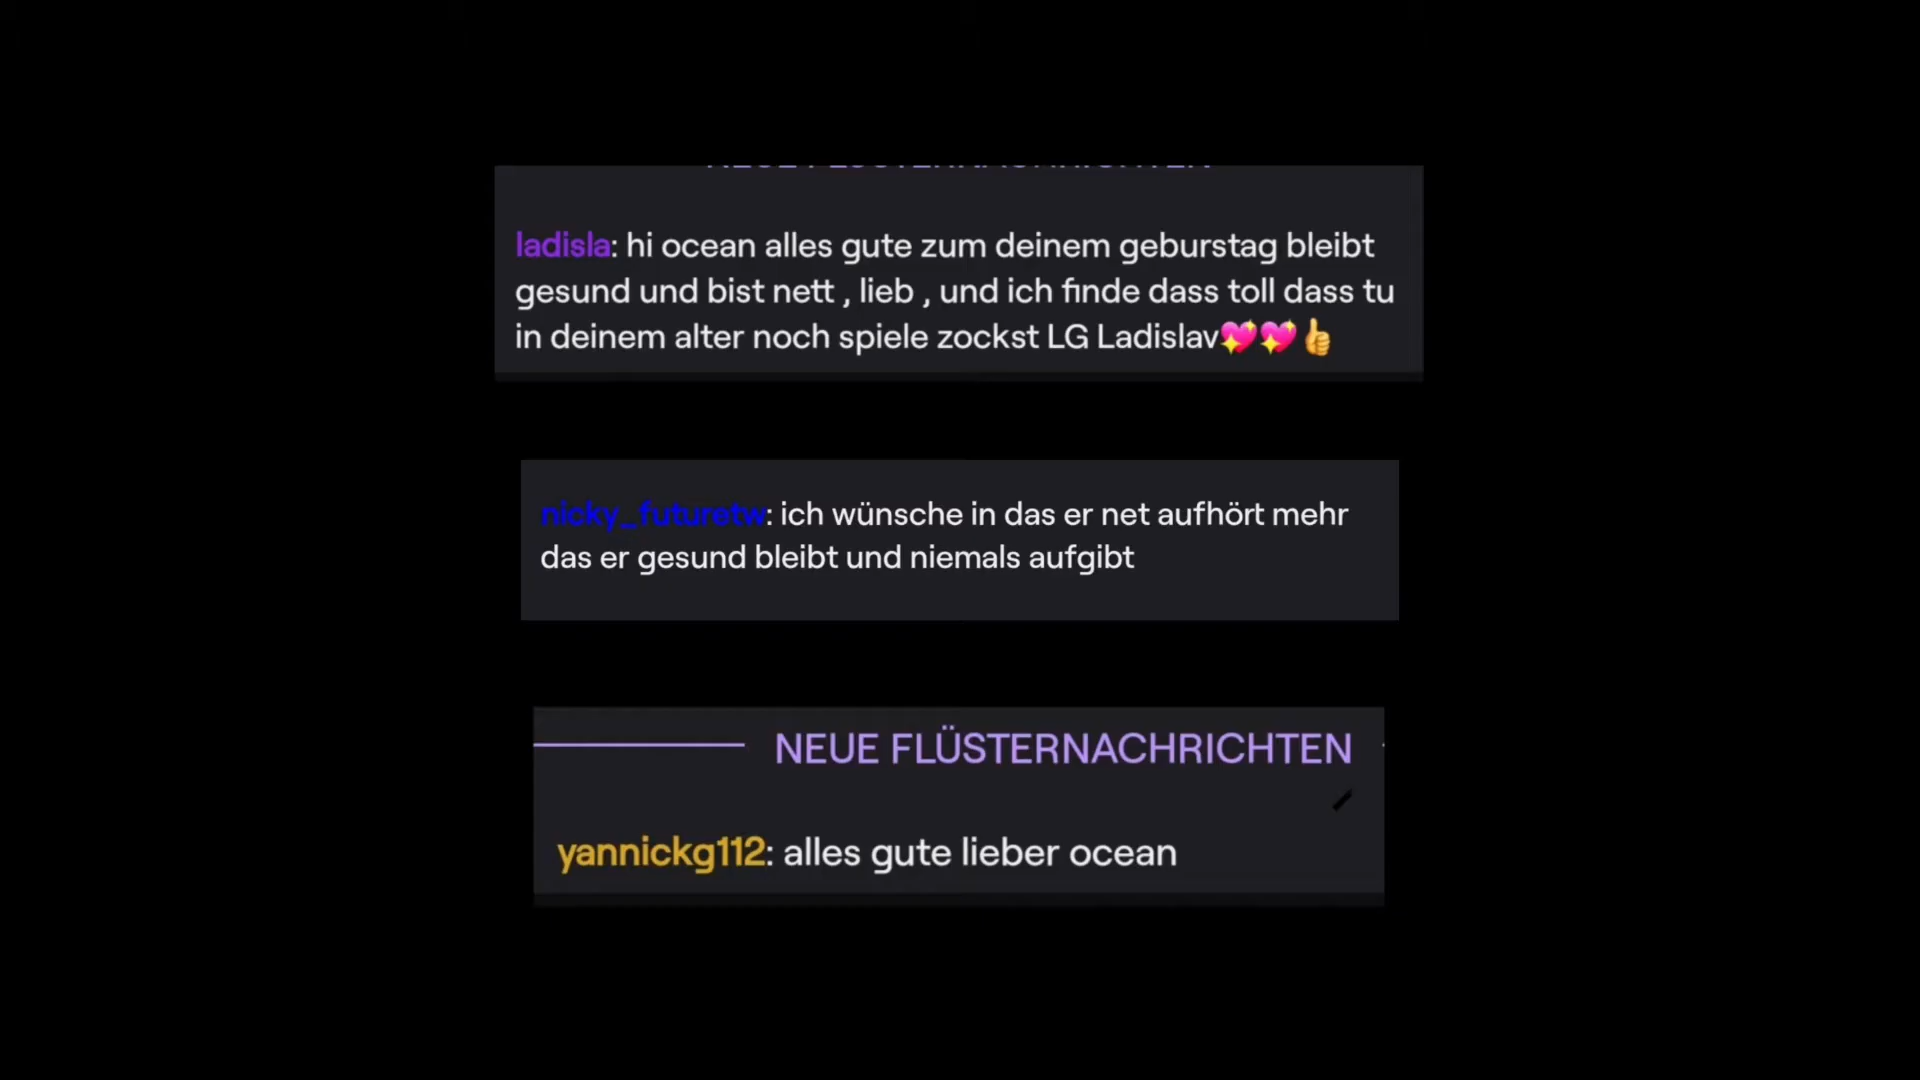 NEUE FLÜSTERNACHRICHTEN
ladisla: hi ocean alles gute zum deinem geburstag bleibt
gesund und bist nett , lieb , und ich finde dass toll dass tu
in deinem alter noch spiele zockst LG Ladislav💖💖👍
nicky_futuretw: ich wünsche in das er net aufhört mehr
das er gesund bleibt und niemals aufgibt
NEUE FLÜSTERNACHRICHTEN
yannickg112: alles gute lieber ocean